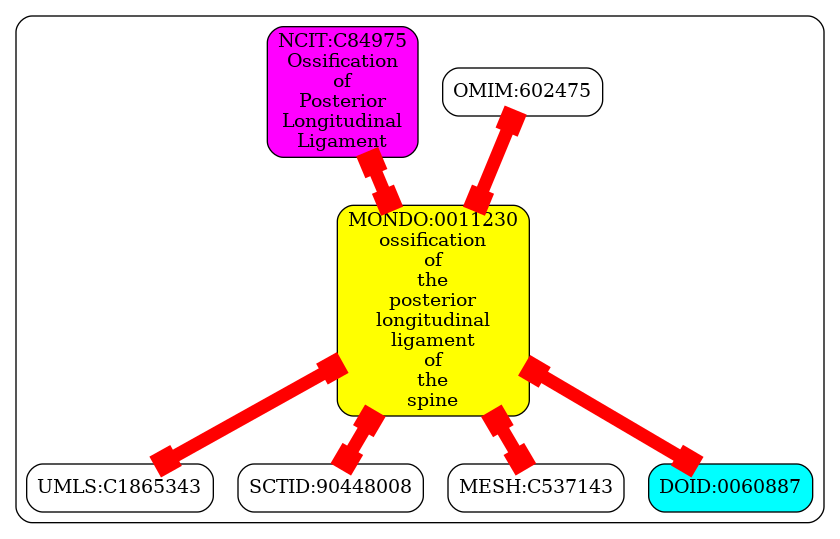 NCIT:C84975
Ossification
of
Posterior
Longitudinal
Ligament
OMIM:602475
MONDO:0011230
ossification
of
the
posterior
longitudinal
ligament
of
the
spine
UMLS:C1865343
SCTID:90448008
MESH:C537143
DOID:0060887